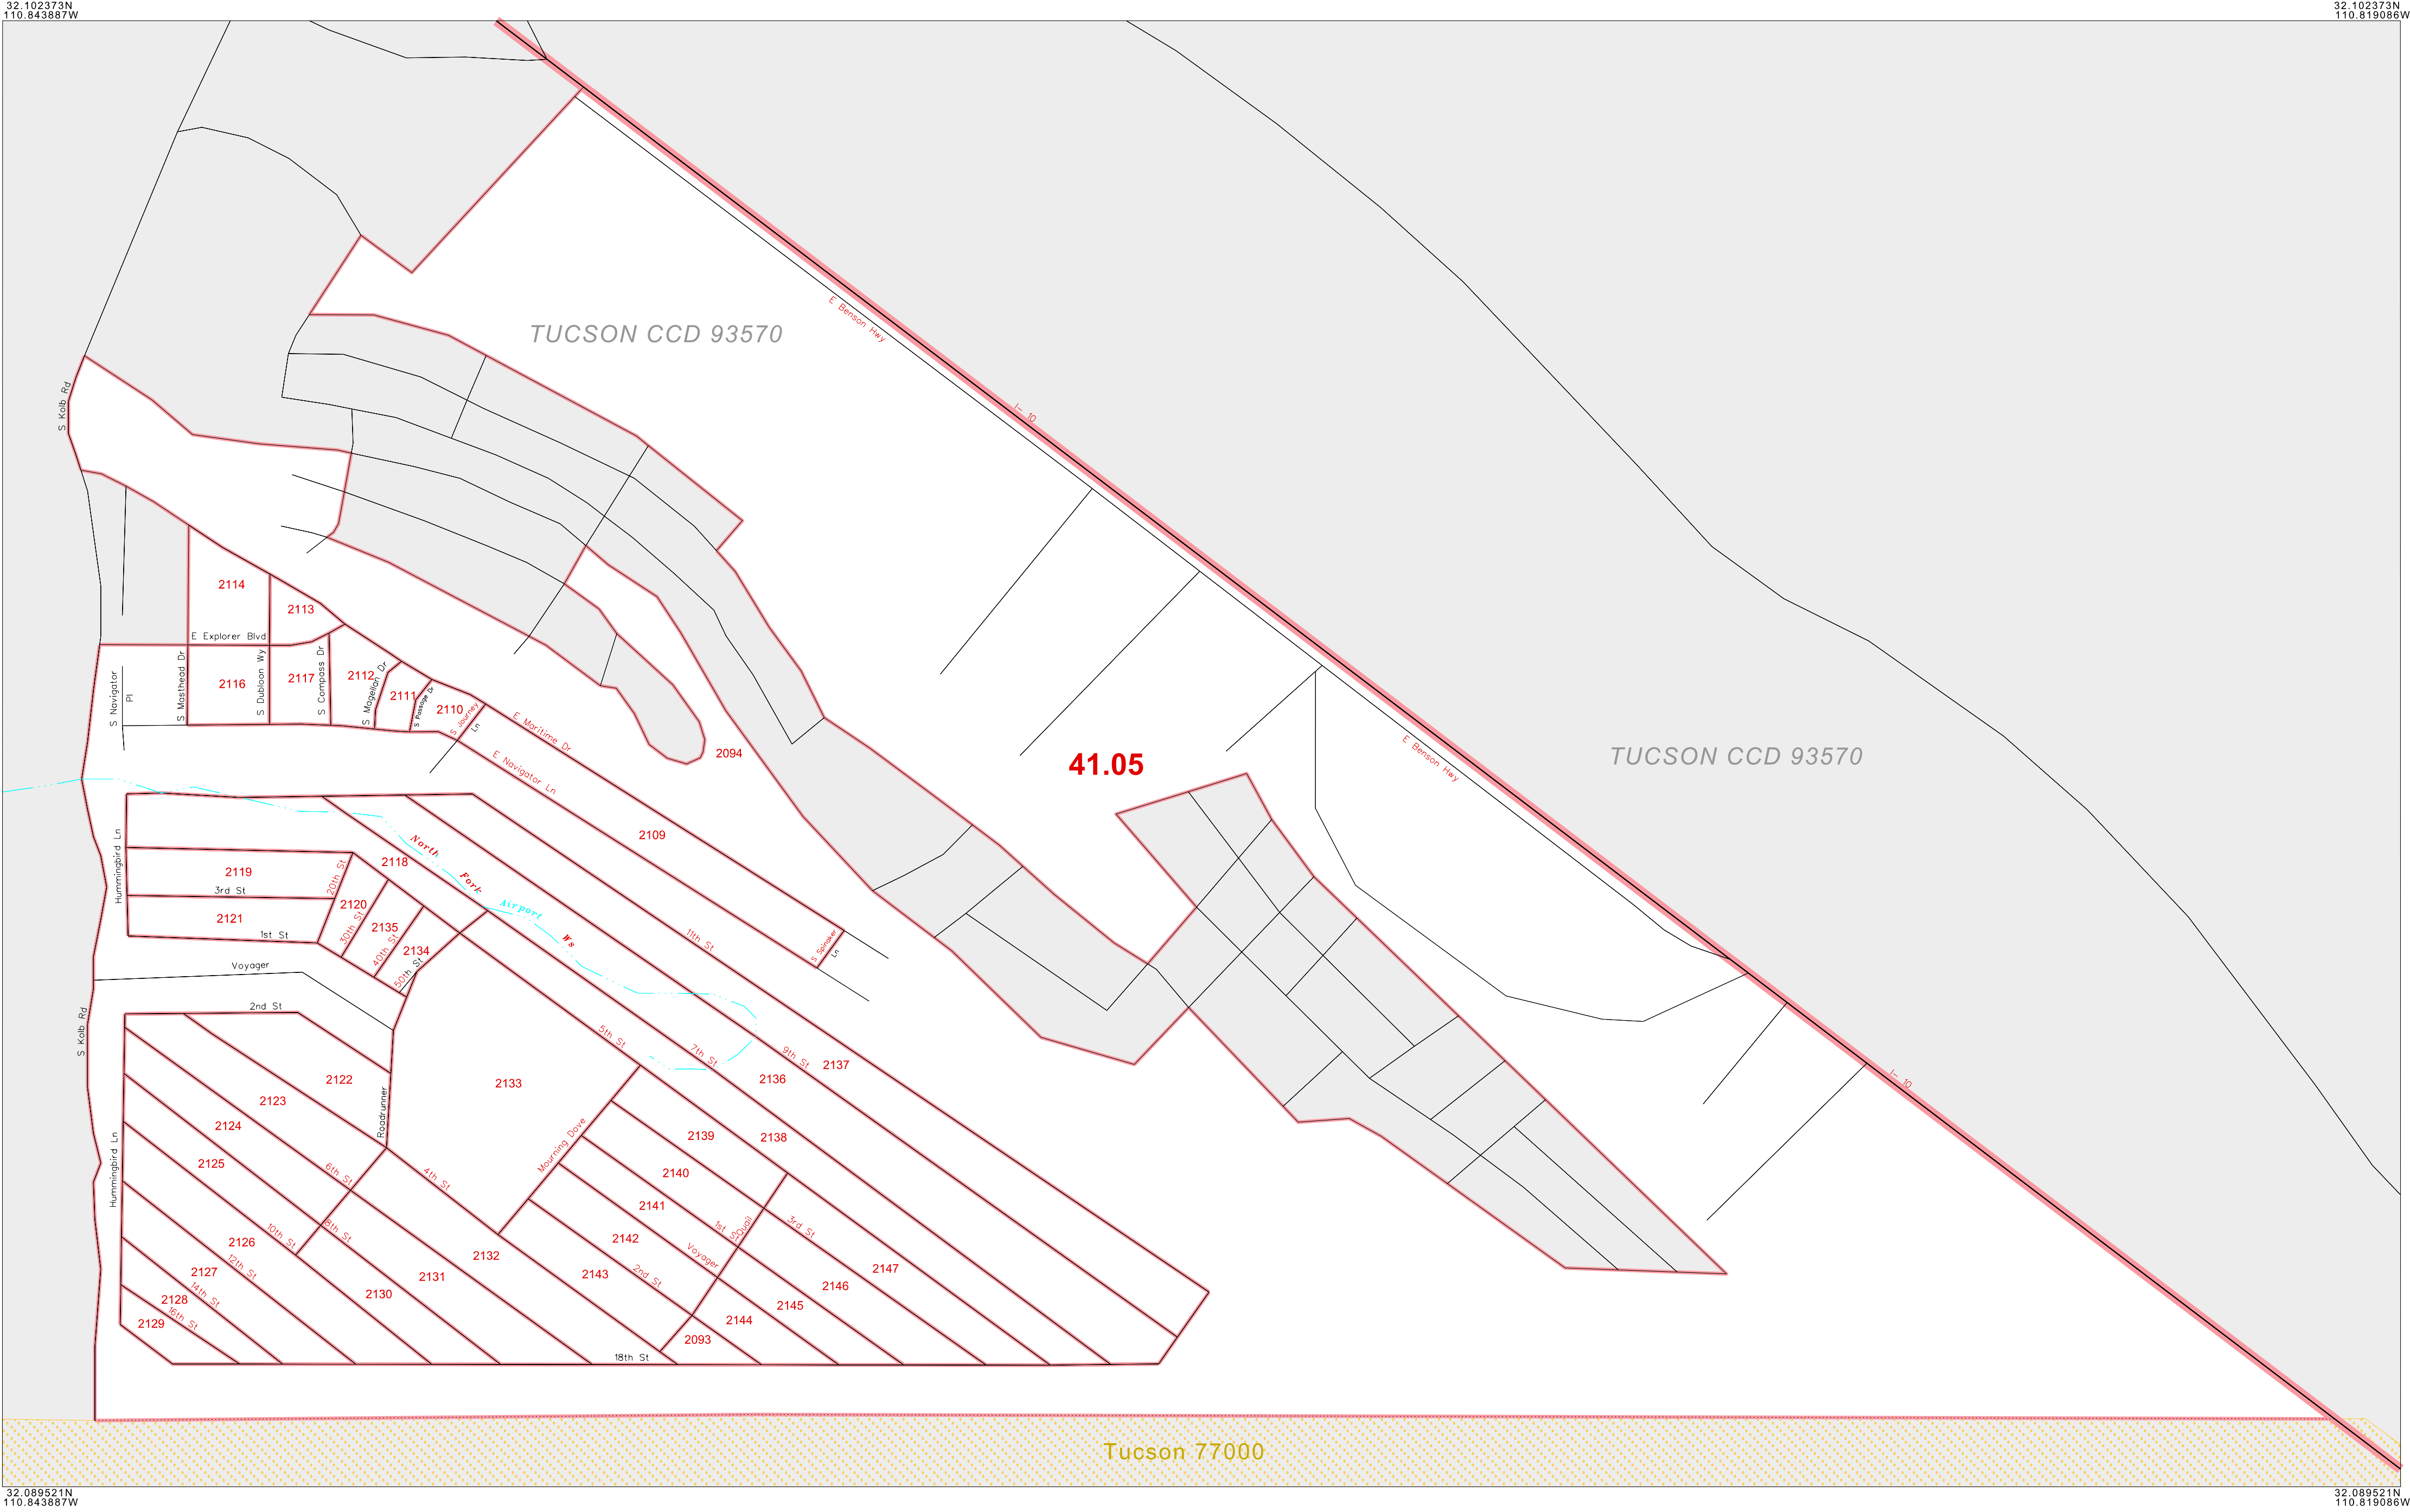 32.102373N
110.843887W
32.102373N
110.819086W
TUCSON CCD 93570
E Benson Hwy
I- 10
S Kolb Rd
2114
2113
E Explorer Blvd
S Navigator
Pl
S Masthead Dr
2116
S Dubloon Wy
2117
S Compass Dr
2112
S Magellan Dr
2111
S Passage Dr
2110
S Journey
Ln
E Maritime Dr
E Navigator Ln
2094
41.05
E Benson Hwy
TUCSON CCD 93570
2109
Hummingbird Ln
2118
North
Fork
Airport
Ws
2119
3rd St
20th St
2120
2121
1st St
30th St
2135
40th St
2134
50th St
11th St
S Spinaker
Ln
Voyager
2nd St
S Kolb Rd
5th St
7th St
9th St
2137
2136
I- 10
2122
2133
2123
Roadrunner
2124
2138
2139
Mourning Dove
2125
Hummingbird Ln
6th St
4th St
2140
2141
1st St
Quail
3rd St
10th St
8th St
2126
2142
Voyager
2132
12th St
2127
2131
2143
2nd St
2147
2146
14th St
2128
2130
2145
16th St
2129
2144
2093
18th St
Tucson 77000
32.089521N
110.843887W
32.089521N
110.819086W